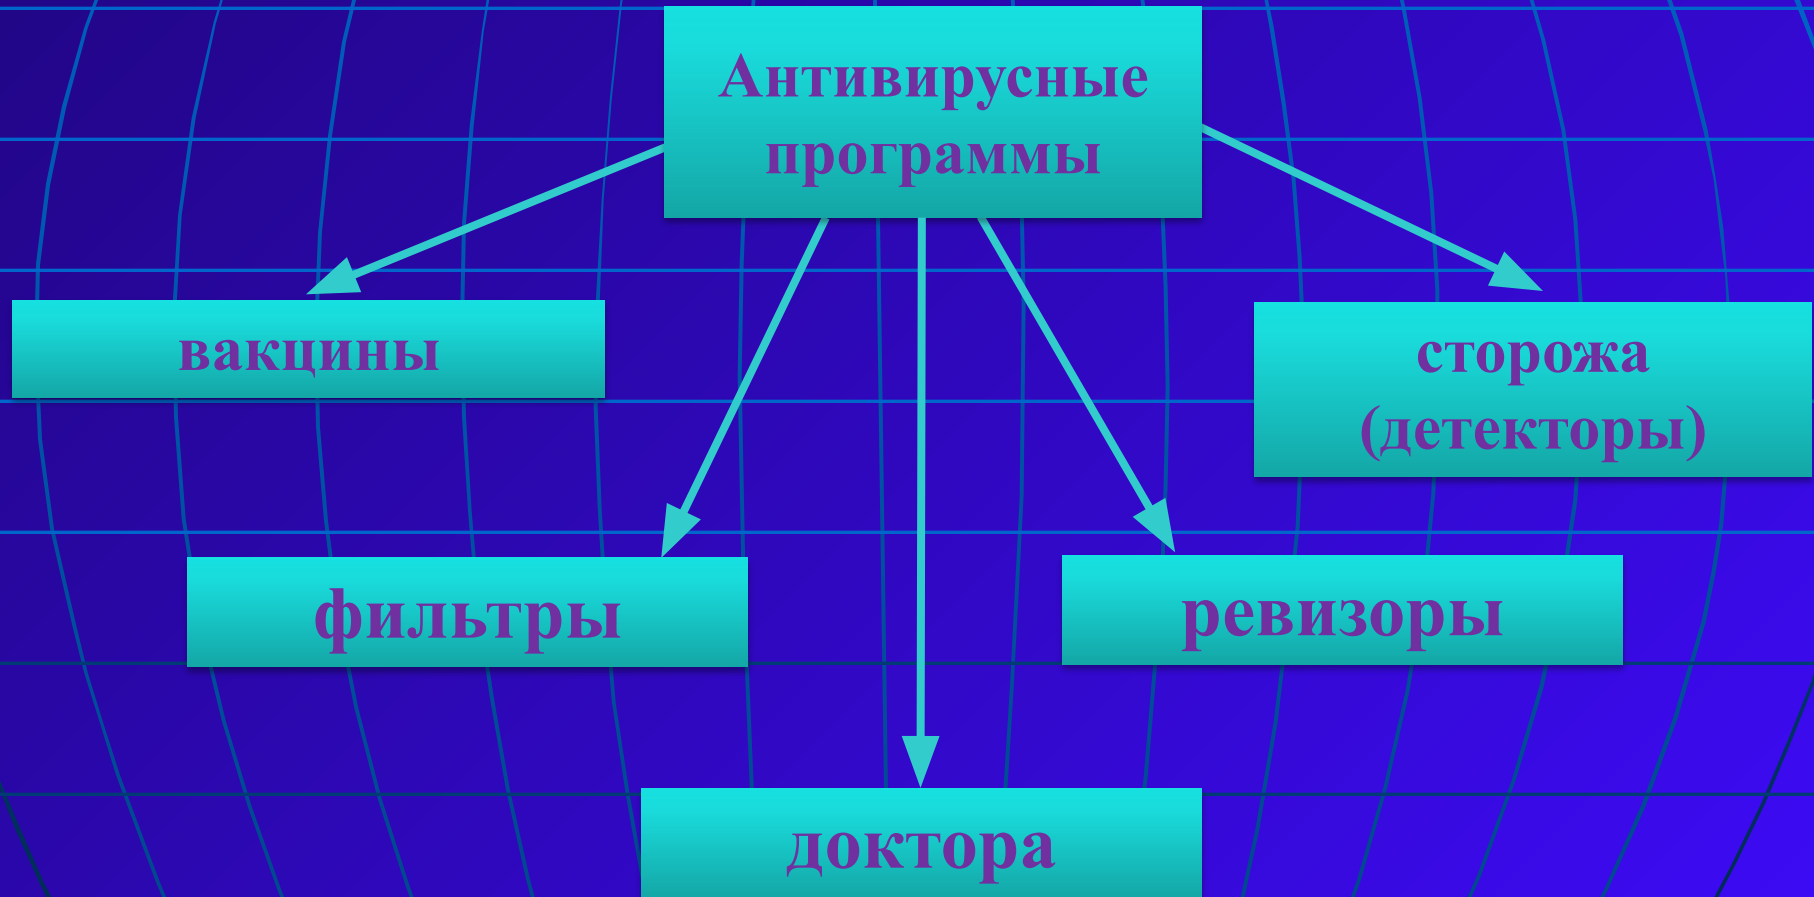 Антивирусные
программы
вакцины
сторожа
(детекторы)
фильтры
ревизоры
доктора